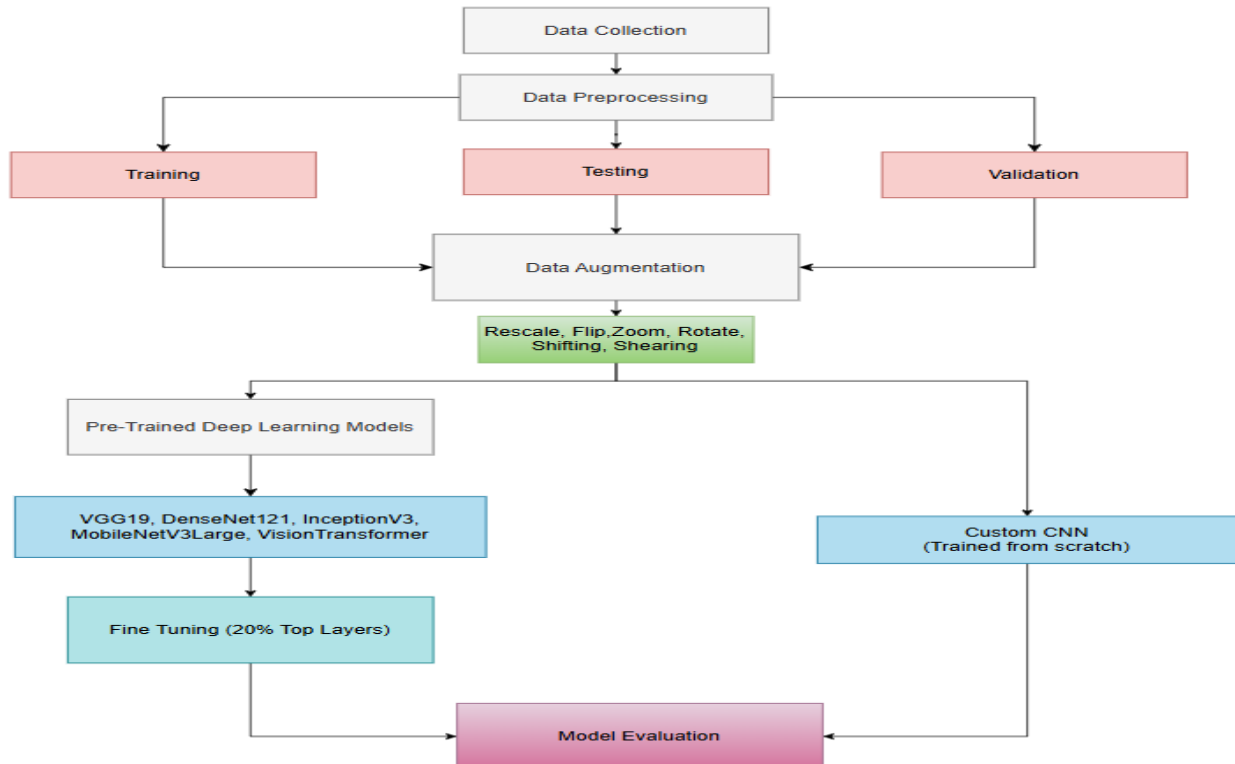 Data Collection
Data Preprocessing
Training
Testing
Validation
Data Augmentation
Rescale, Flip,Zoom, Rotate,
Shifting, Shearing
Pre-Trained Deep Learning Models
VGG19, DenseNet121, InceptionV3,
MobileNetV3Large, VisionTransformer
Custom CNN
(Trained from scratch)
Fine Tuning (20% Top Layers)
Model Evaluation